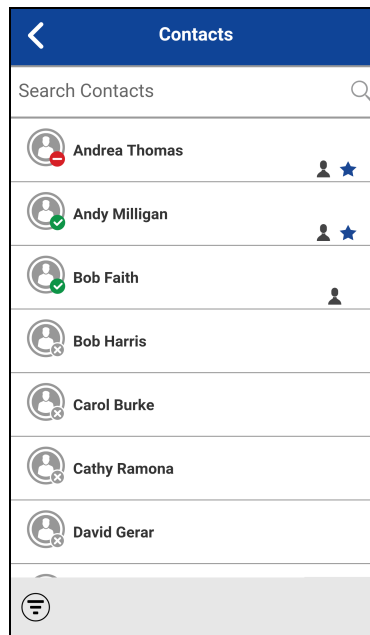 Contacts
Search Contacts
Andrea Thomas
Andy Milligan
Bob Faith
Bob Harris
Carol Burke
Cathy Ramona
David Gerar